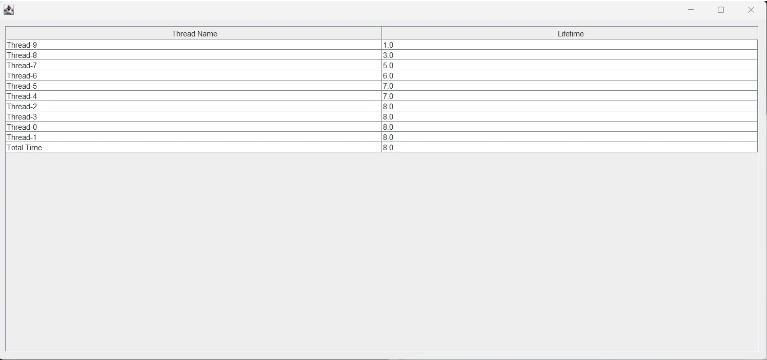 Thread Name Lifetime
Thread-9 1.0
Thread-8 3.0
Thread-7 5.0
Thread-6 6.0
Thread-5 7.0
Thread-4 7.0
Thread-2 8.0
Thread-3 8.0
Thread-0 8.0
Thread-1 8.0
Total Time 8.0